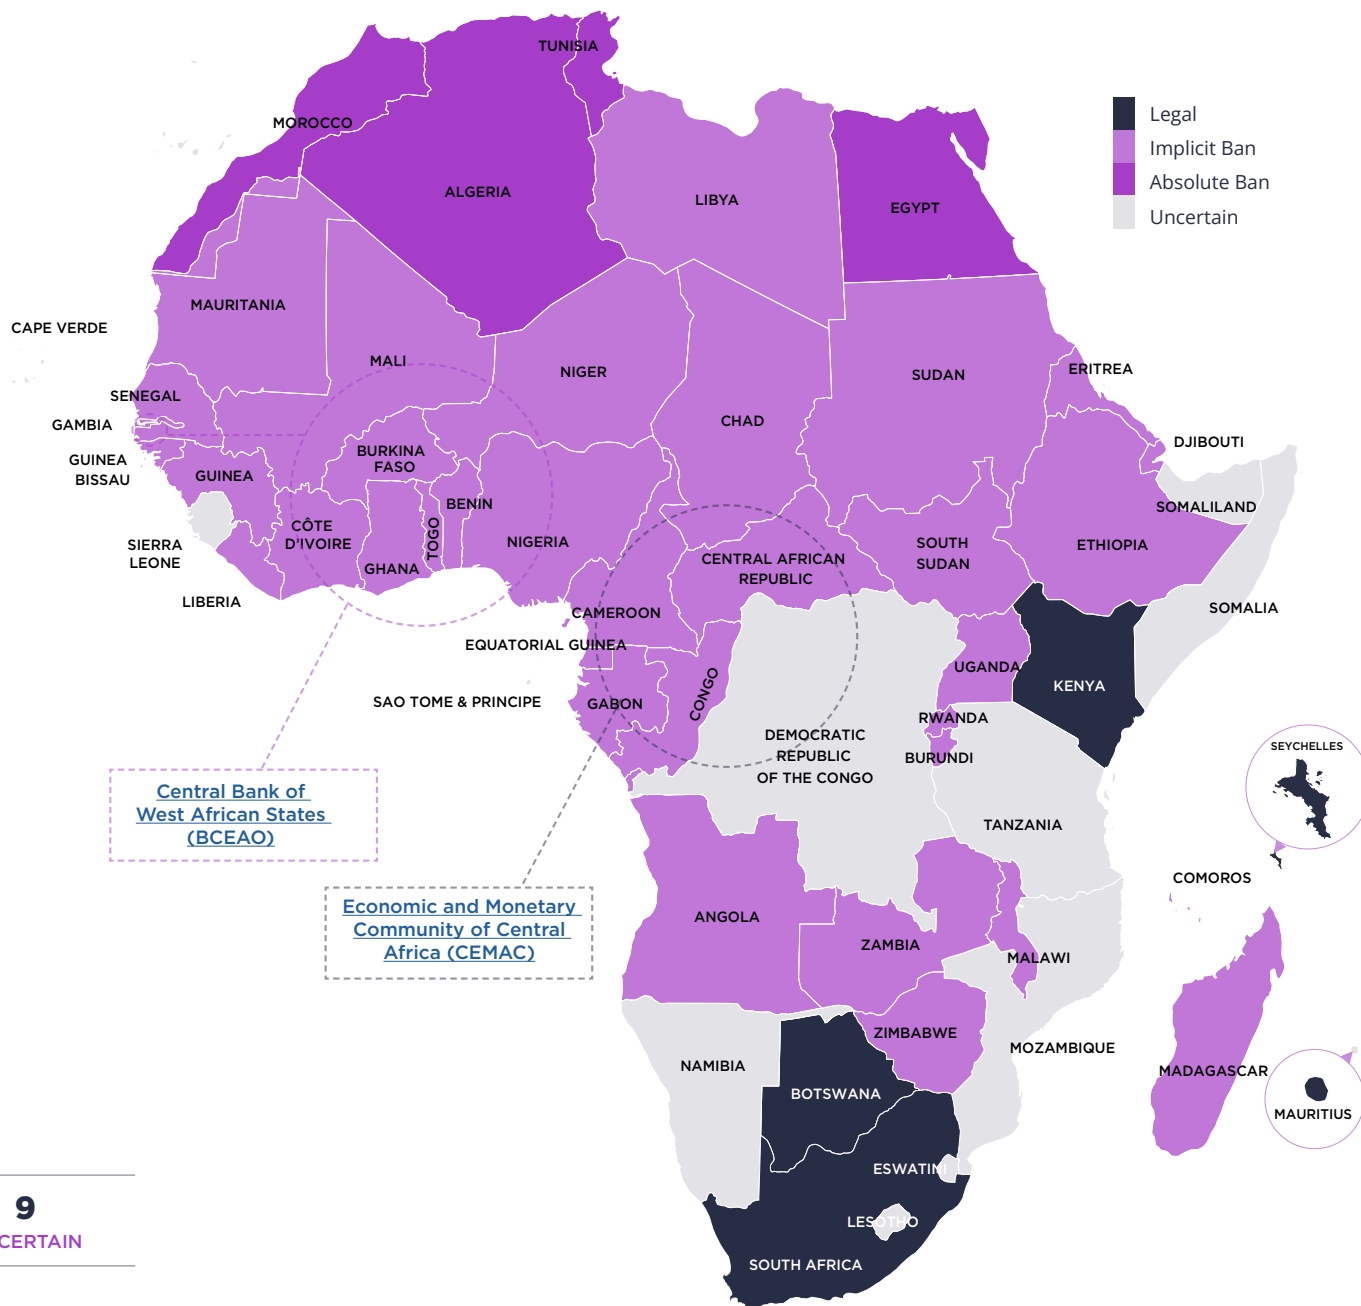 TUNISIA
MOROCCO
ALGERIA
LIBYA
EGYPT
Legal
Implicit Ban
Absolute Ban
Uncertain
MAURITANIA
CAPE VERDE
MALI
NIGER
CHAD
SUDAN
ERITREA
SENEGAL
GAMBIA
GUINEA
BISSAU
GUINEA
BURKINA
FASO
BENIN
DJIBOUTI
SOMALILAND
SIERRA
LEONE
CÔTE
D'IVOIRE
GHANA
TOGO
NIGERIA
CENTRAL AFRICAN
REPUBLIC
SOUTH
SUDAN
ETHIOPIA
LIBERIA
CAMEROON
SOMALIA
EQUATORIAL GUINEA
SAO TOME & PRINCIPE
GABON
CONGO
UGANDA
KENYA
RWANDA
BURUNDI
DEMOCRATIC
REPUBLIC
OF THE CONGO
SEYCHELLES
Central Bank of
West African States
(BCEAO)
TANZANIA
COMOROS
Economic and Monetary
Community of Central
Africa (CEMAC)
ANGOLA
ZAMBIA
MALAWI
ZIMBABWE
MOZAMBIQUE
NAMIBIA
MADAGASCAR
BOTSWANA
MAURITIUS
ESWATINI
LESOTHO
SOUTH AFRICA
9
CERTAIN